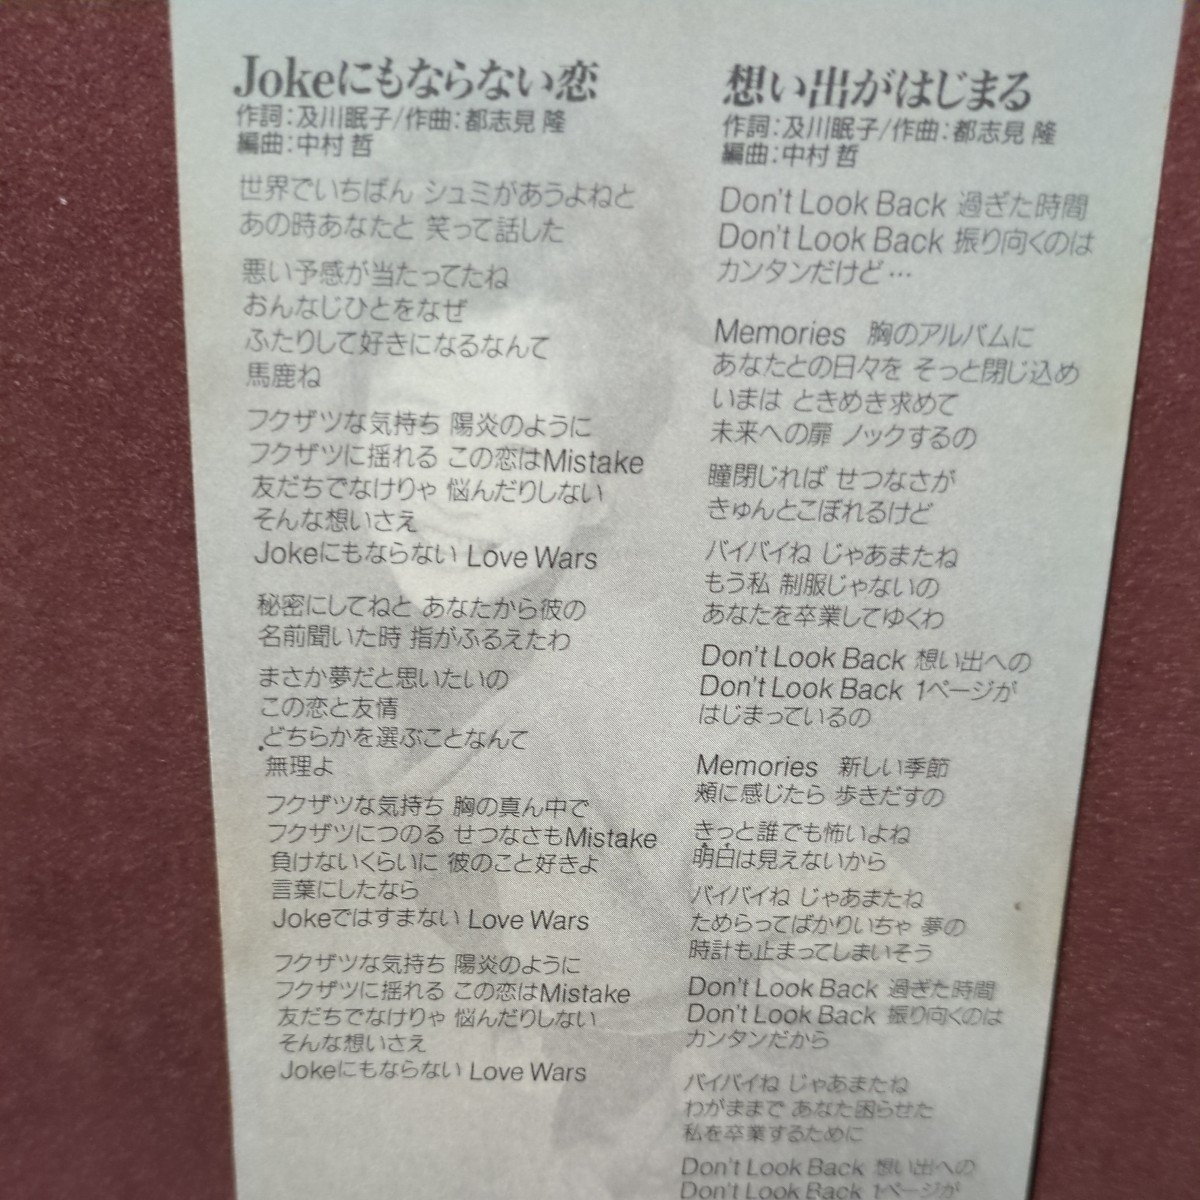 Jokeにもならない恋
作詞：及川眠子/作曲：都志見 隆
編曲：中村 哲
世界でいちばん シュミがあうよねと
あの時あなたと 笑って話した
悪い予感が当たってたね
おんなじひとをなぜ
ふたりして好きになるなんて
馬鹿ね
フクザツな気持ち 陽炎のように
フクザツに揺れる この恋はMistake
友だちでなけりゃ 悩んだりしない
そんな想いさえ
Jokeにもならない Love Wars
秘密にしてねと あなたから彼の
名前聞いた時 指がふるえたわ
まさか夢だと思いたいの
この恋と友情
どちらかを選ぶことなんて
無理よ
フクザツな気持ち 胸の真ん中で
フクザツにつのる せつなさもMistake
負けないくらいに 彼のこと好きよ
言葉にしたなら
Jokeではすまない Love Wars
フクザツな気持ち 陽炎のように
フクザツに揺れる この恋はMistake
友だちでなけりゃ 悩んだりしない
そんな想いさえ
Jokeにもならない Love Wars
想い出がはじまる
作詞：及川眠子/作曲：都志見 隆
編曲：中村 哲
Don't Look Back 過ぎた時間
Don't Look Back 振り向くのは
カンタンだけど…
Memories 胸のアルバムに
あなたとの日々を そっと閉じ込め
いまは ときめき求めて
未来への扉 ノックするの
瞳閉じれば せつなさが
きゅんとこぼれるけど
バイバイね じゃあまたね
もう私 制服じゃないの
あなたを卒業してゆくわ
Don't Look Back 想い出への
Don't Look Back 1ページが
はじまっているの
Memories 新しい季節
頬に感じたら 歩きだすの
きっと誰でも怖いよね
明日は見えないから
バイバイね じゃあまたね
ためらってばかりいちゃ 夢の
時計も止まってしまいそう
Don't Look Back 過ぎた時間
Don't Look Back 振り向くのは
カンタンだから
バイバイね じゃあまたね
わがままで あなた困らせた
私を卒業するために
Don't Look Back 想い出への
Don't Look Back 1ページが